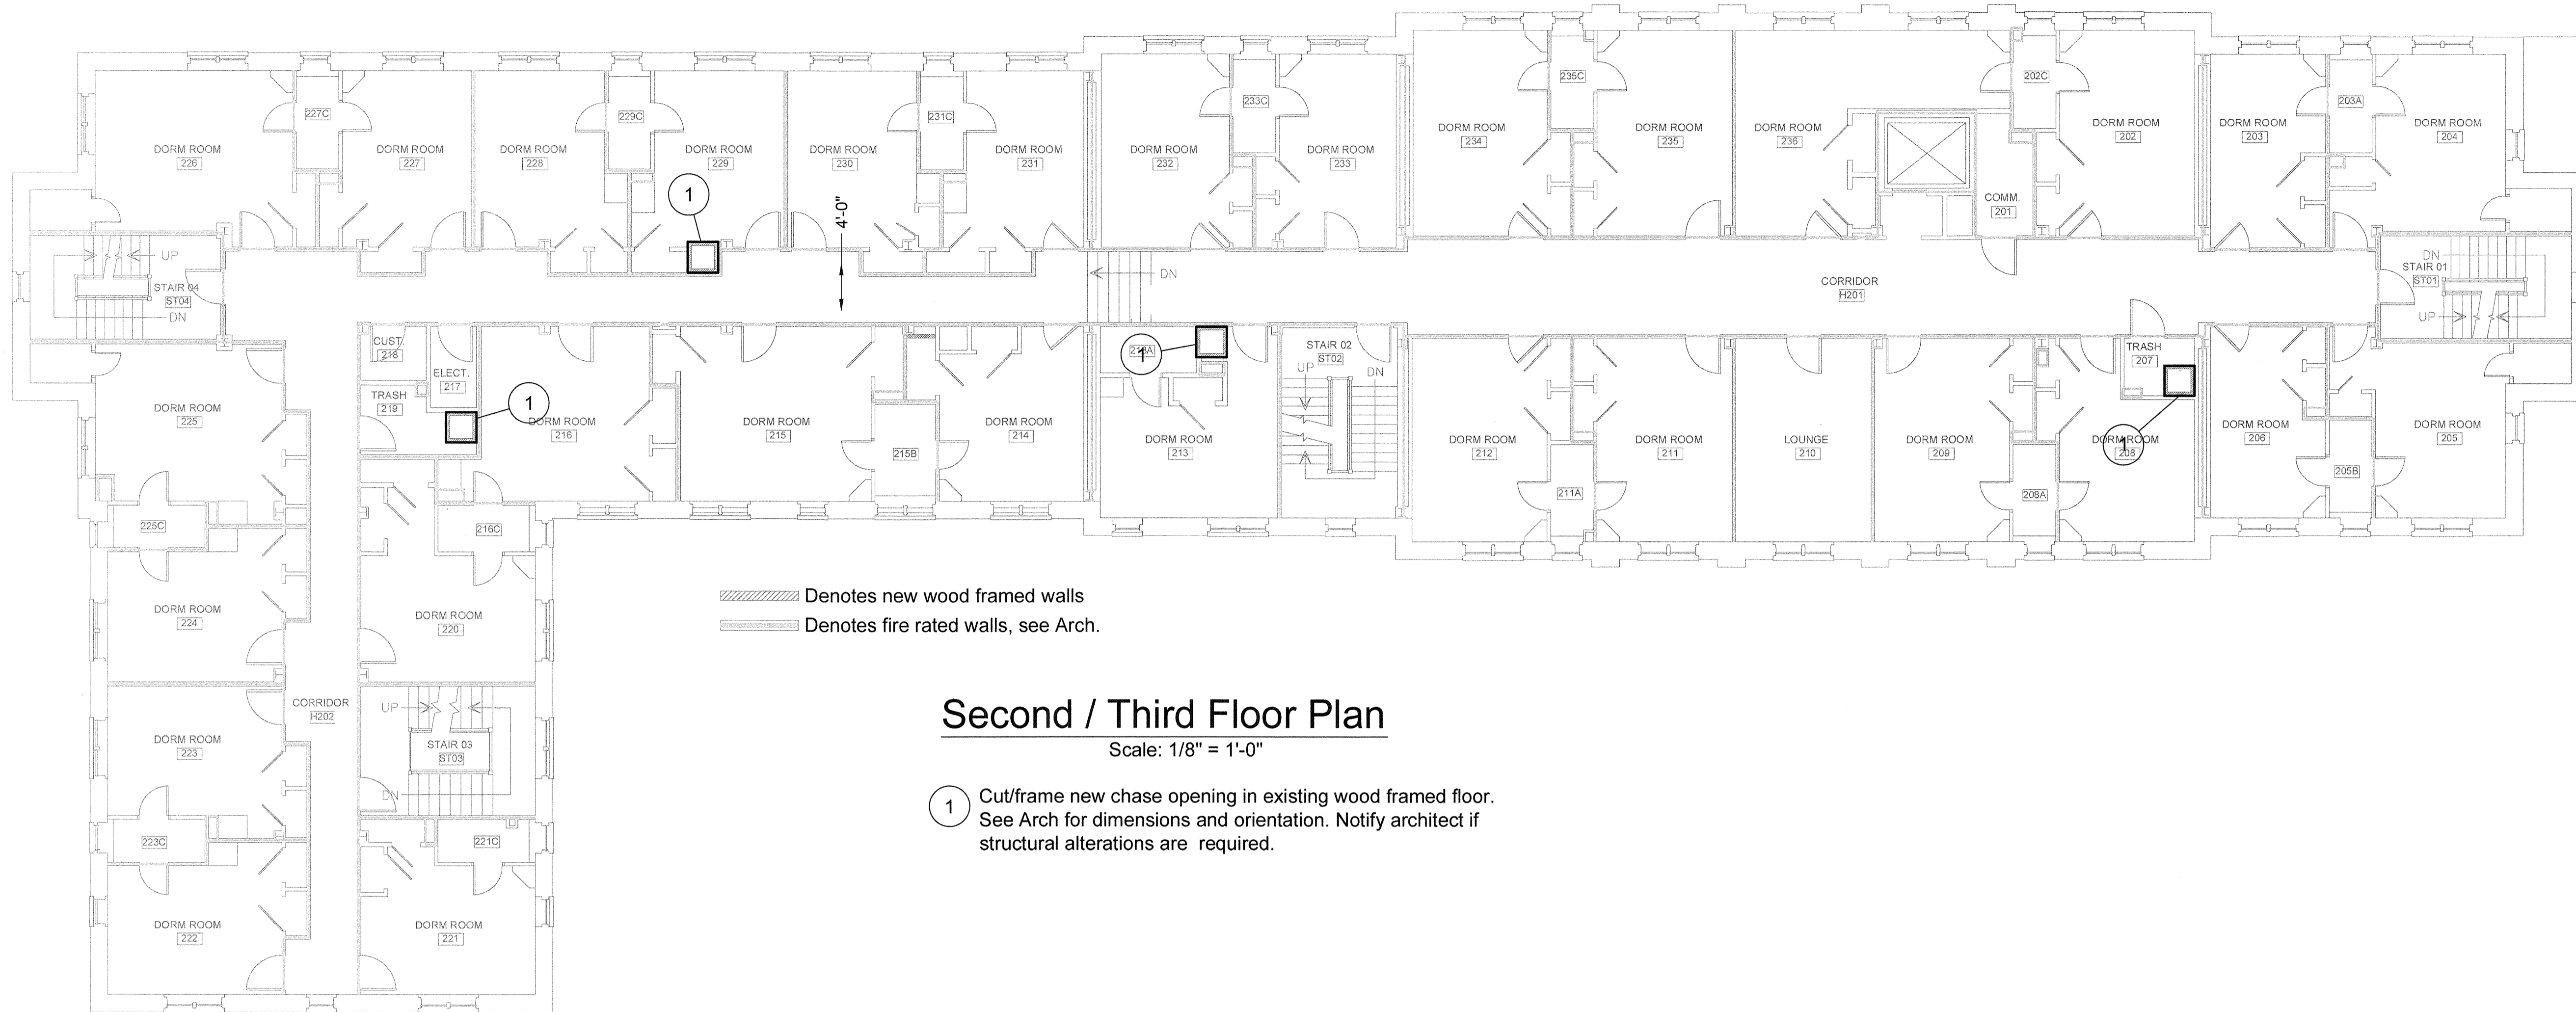 235C
202C
233C
203A
227C
229C
231C
DORM ROOM
202
DORM ROOM
203
DORM ROOM
204
DORM ROOM
234
DORM ROOM
235
DORM ROOM
236
DORM ROOM
226
DORM ROOM
227
DORM ROOM
228
DORM ROOM
229
DORM ROOM
230
DORM ROOM
231
DORM ROOM
232
DORM ROOM
233
1
4'-0"
COMM.
201
UP
STAIR 04
ST04
DN
DN
CORRIDOR
H201
DN
STAIR 01
ST01
UP
CUST.
218
ELECT.
217
TRASH
219
1
1
STAIR 02
ST02
UP
DN
TRASH
207
DORM ROOM
225
DORM ROOM
216
DORM ROOM
215
DORM ROOM
214
215B
DORM ROOM
213
DORM ROOM
212
DORM ROOM
211
LOUNGE
210
DORM ROOM
209
DORM ROOM
208
1
DORM ROOM
206
DORM ROOM
205
211A
208A
205B
225C
216C
DORM ROOM
224
DORM ROOM
220
Denotes new wood framed walls
Denotes fire rated walls, see Arch.
CORRIDOR
H202
UP
STAIR 03
ST03
DN
DORM ROOM
223
Second / Third Floor Plan
Scale: 1/8" = 1'-0"
1
Cut/frame new chase opening in existing wood framed floor.
See Arch for dimensions and orientation. Notify architect if
structural alterations are required.
223C
221C
DORM ROOM
222
DORM ROOM
221